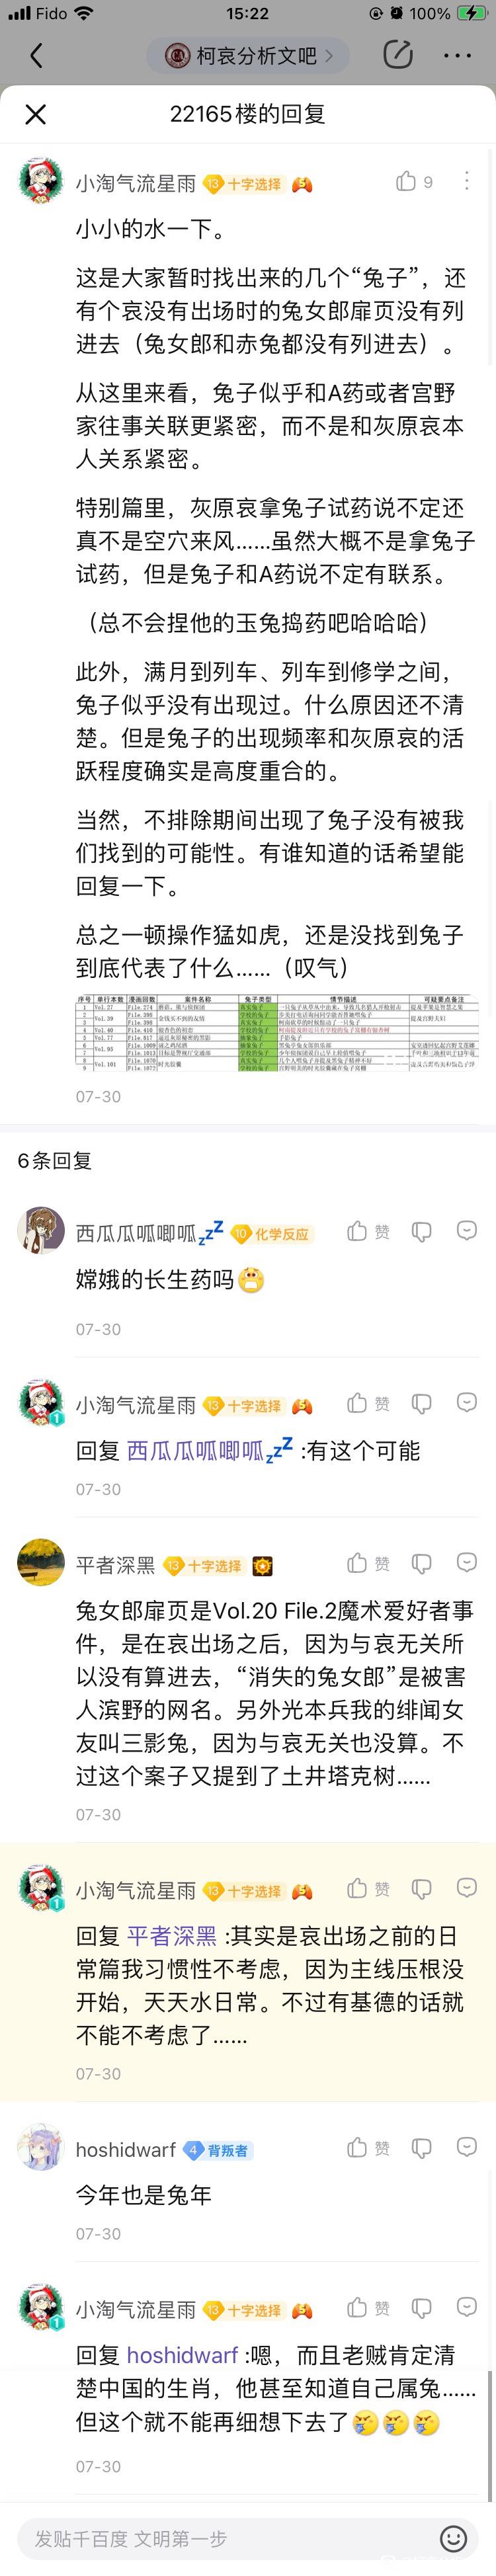 Fido 15:22 100%
柯哀分析文吧
22165楼的回复
小淘气流星雨 13 十字选择 9
小小的水一下。
这是大家暂时找出来的几个“兔子”，还
有个哀没有出场时的兔女郎扉页没有列
进去（兔女郎和赤兔都没有列进去）。
从这里来看，兔子似乎和A药或者宫野
家往事关联更紧密，而不是和灰原哀本
人关系紧密。
特别篇里，灰原哀拿兔子试药说不定还
真不是空穴来风……虽然大概不是拿兔子
试药，但是兔子和A药说不定有联系。
（总不会捏他的玉兔捣药吧哈哈哈）
此外，满月到列车、列车到修学之间，
兔子似乎没有出现过。什么原因还不清
楚。但是兔子的出现频率和灰原哀的活
跃程度确实是高度重合的。
当然，不排除期间出现了兔子没有被我
们找到的可能性。有谁知道的话希望能
回复一下。
总之一顿操作猛如虎，还是没找到兔子
到底代表了什么……（叹气）
序号 单行本数 漫画回数 案件名称 兔子类型 情节描述 可疑要点备注
07-30
6条回复
西瓜瓜呱唧呱💤 10 化学反应 赞
嫦娥的长生药吗
07-30
小淘气流星雨 13 十字选择 赞
回复 西瓜瓜呱唧呱💤 :有这个可能
07-30
平者深黑 13 十字选择 赞
兔女郎扉页是Vol.20 File.2魔术爱好者事
件，是在哀出场之后，因为与哀无关所
以没有算进去，“消失的兔女郎”是被害
人滨野的网名。另外光本兵我的绯闻女
友叫三影兔，因为与哀无关也没算。不
过这个案子又提到了土井塔克树……
07-30
小淘气流星雨 13 十字选择 赞
回复 平者深黑 :其实是哀出场之前的日
常篇我习惯性不考虑，因为主线压根没
开始，天天水日常。不过有基德的话就
不能不考虑了……
07-30
hoshidwarf 4 背叛者 赞
今年也是兔年
07-30
小淘气流星雨 13 十字选择 赞
回复 hoshidwarf :嗯，而且老贼肯定清
楚中国的生肖，他甚至知道自己属兔……
但这个就不能再细想下去了
07-30
发贴千百度 文明第一步